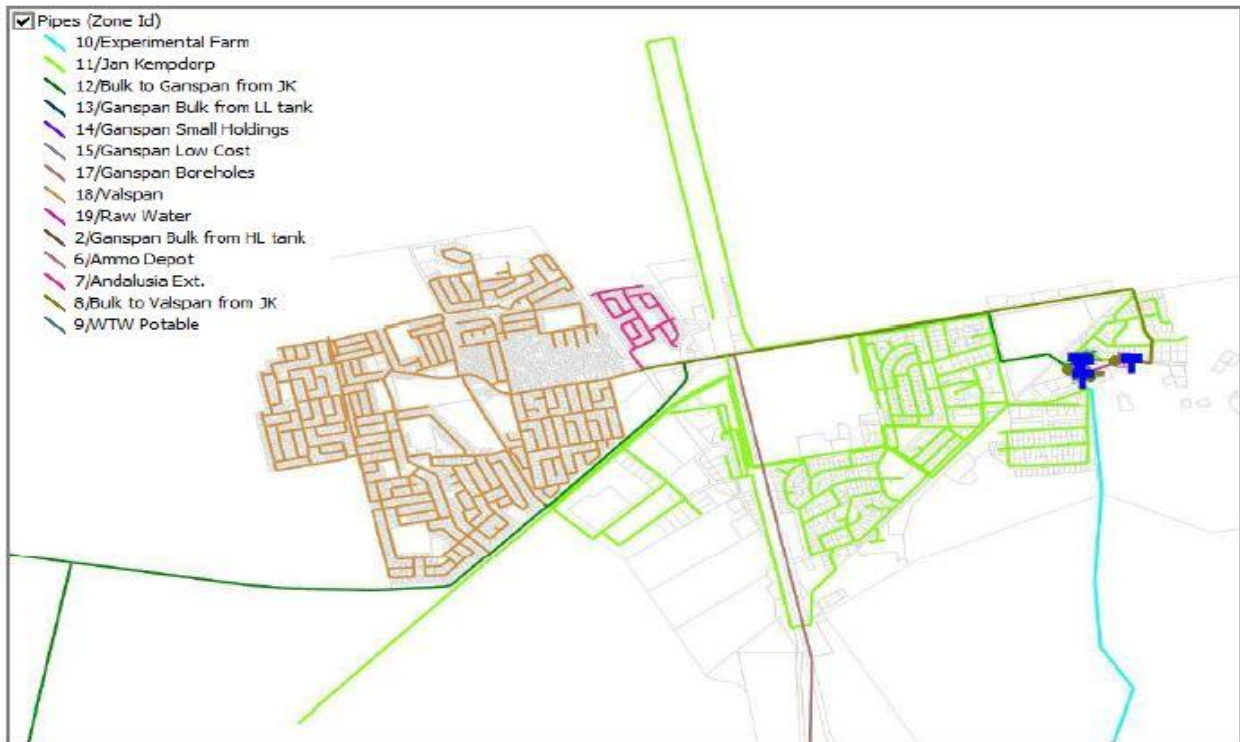 Pipes (Zone Id)
10/Experimental Farm
11/Jan Kempdorp
12/Bulk to Ganspan from JK
13/Ganspan Bulk from LL tank
14/Ganspan Small Holdings
15/Ganspan Low Cost
17/Ganspan Boreholes
18/Valspan
19/Raw Water
2/Ganspan Bulk from HL tank
6/Ammo Depot
7/Andalusia Ext.
8/Bulk to Valspan from JK
9/WTW Potable